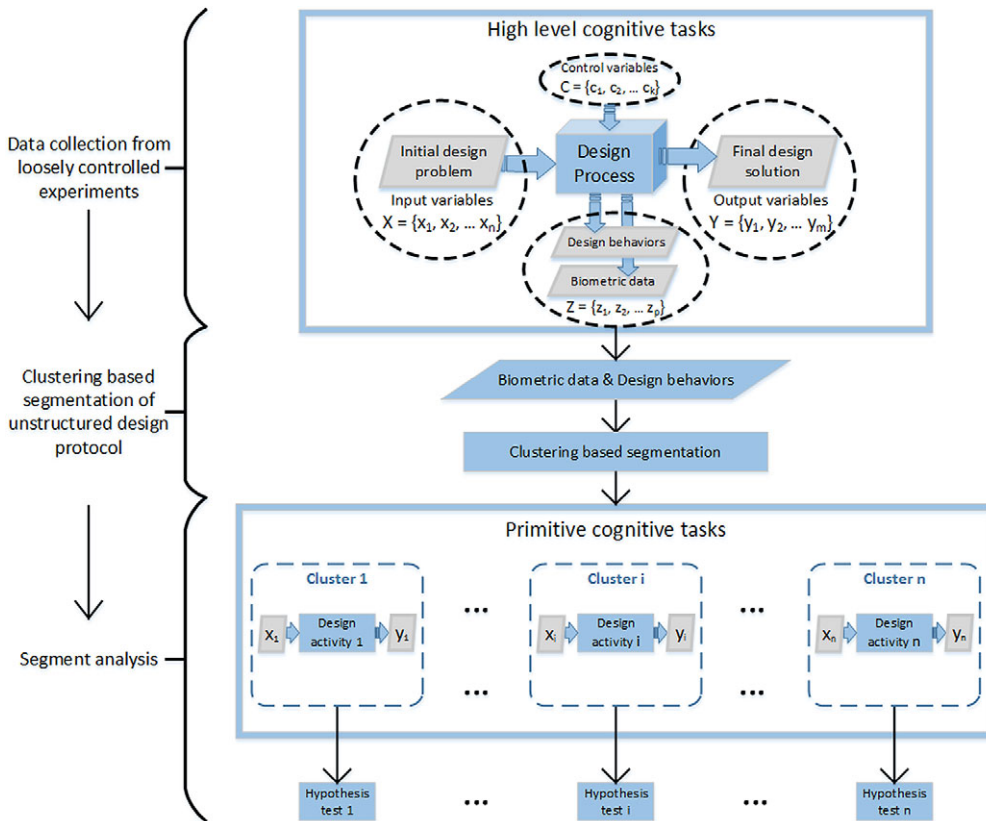 High level cognitive tasks
Control variables
C = {c₁, c₂, ... cₖ}
Initial design
problem
Design
Process
Final design
solution
Input variables
X = {x₁, x₂, ... xₙ}
Output variables
Y = {y₁, y₂, ... yₘ}
Design behaviors
Biometric data
Z = {z₁, z₂, ... zₚ}
Data collection from
loosely controlled
experiments
Biometric data & Design behaviors
Clustering based segmentation
Clustering based
segmentation of
unstructured design
protocol
Primitive cognitive tasks
Cluster 1
x₁
Design
activity 1
y₁
...
...
Cluster i
xᵢ
Design
activity i
yᵢ
...
...
Cluster n
xₙ
Design
activity n
yₙ
Segment analysis
Hypothesis
test 1
...
Hypothesis
test i
...
Hypothesis
test n